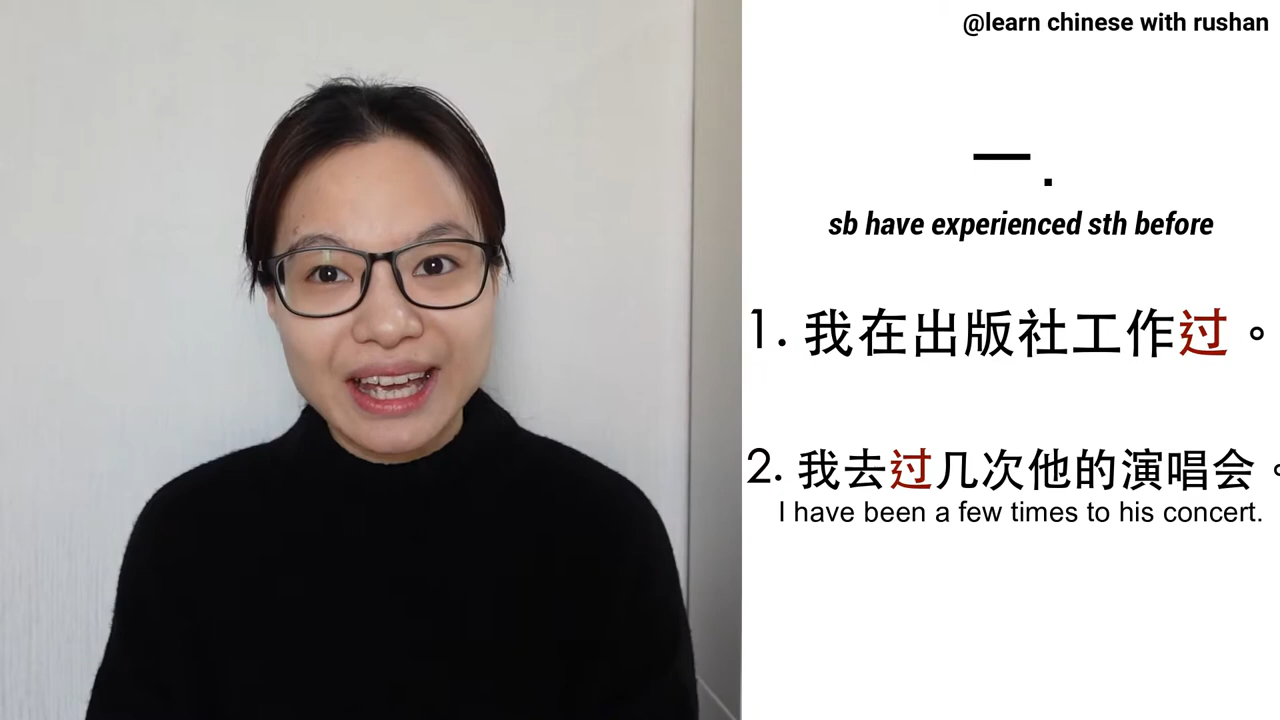 @learn chinese with rushan
一.
sb have experienced sth before
1. 我在出版社工作过。
2. 我去过几次他的演唱会。
I have been a few times to his concert.